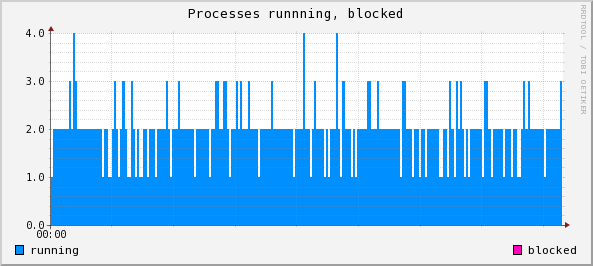 Processes runnning, blocked
RRDTOOL / TOBI OETIKER
4.0
3.0
2.0
1.0
0.0
00:00
running blocked